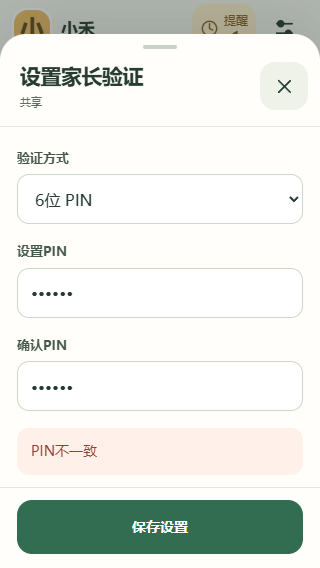 小 小禾
提醒
设置家长验证
共享
验证方式
6位 PIN
设置PIN
••••••
确认PIN
••••••
PIN不一致
保存设置